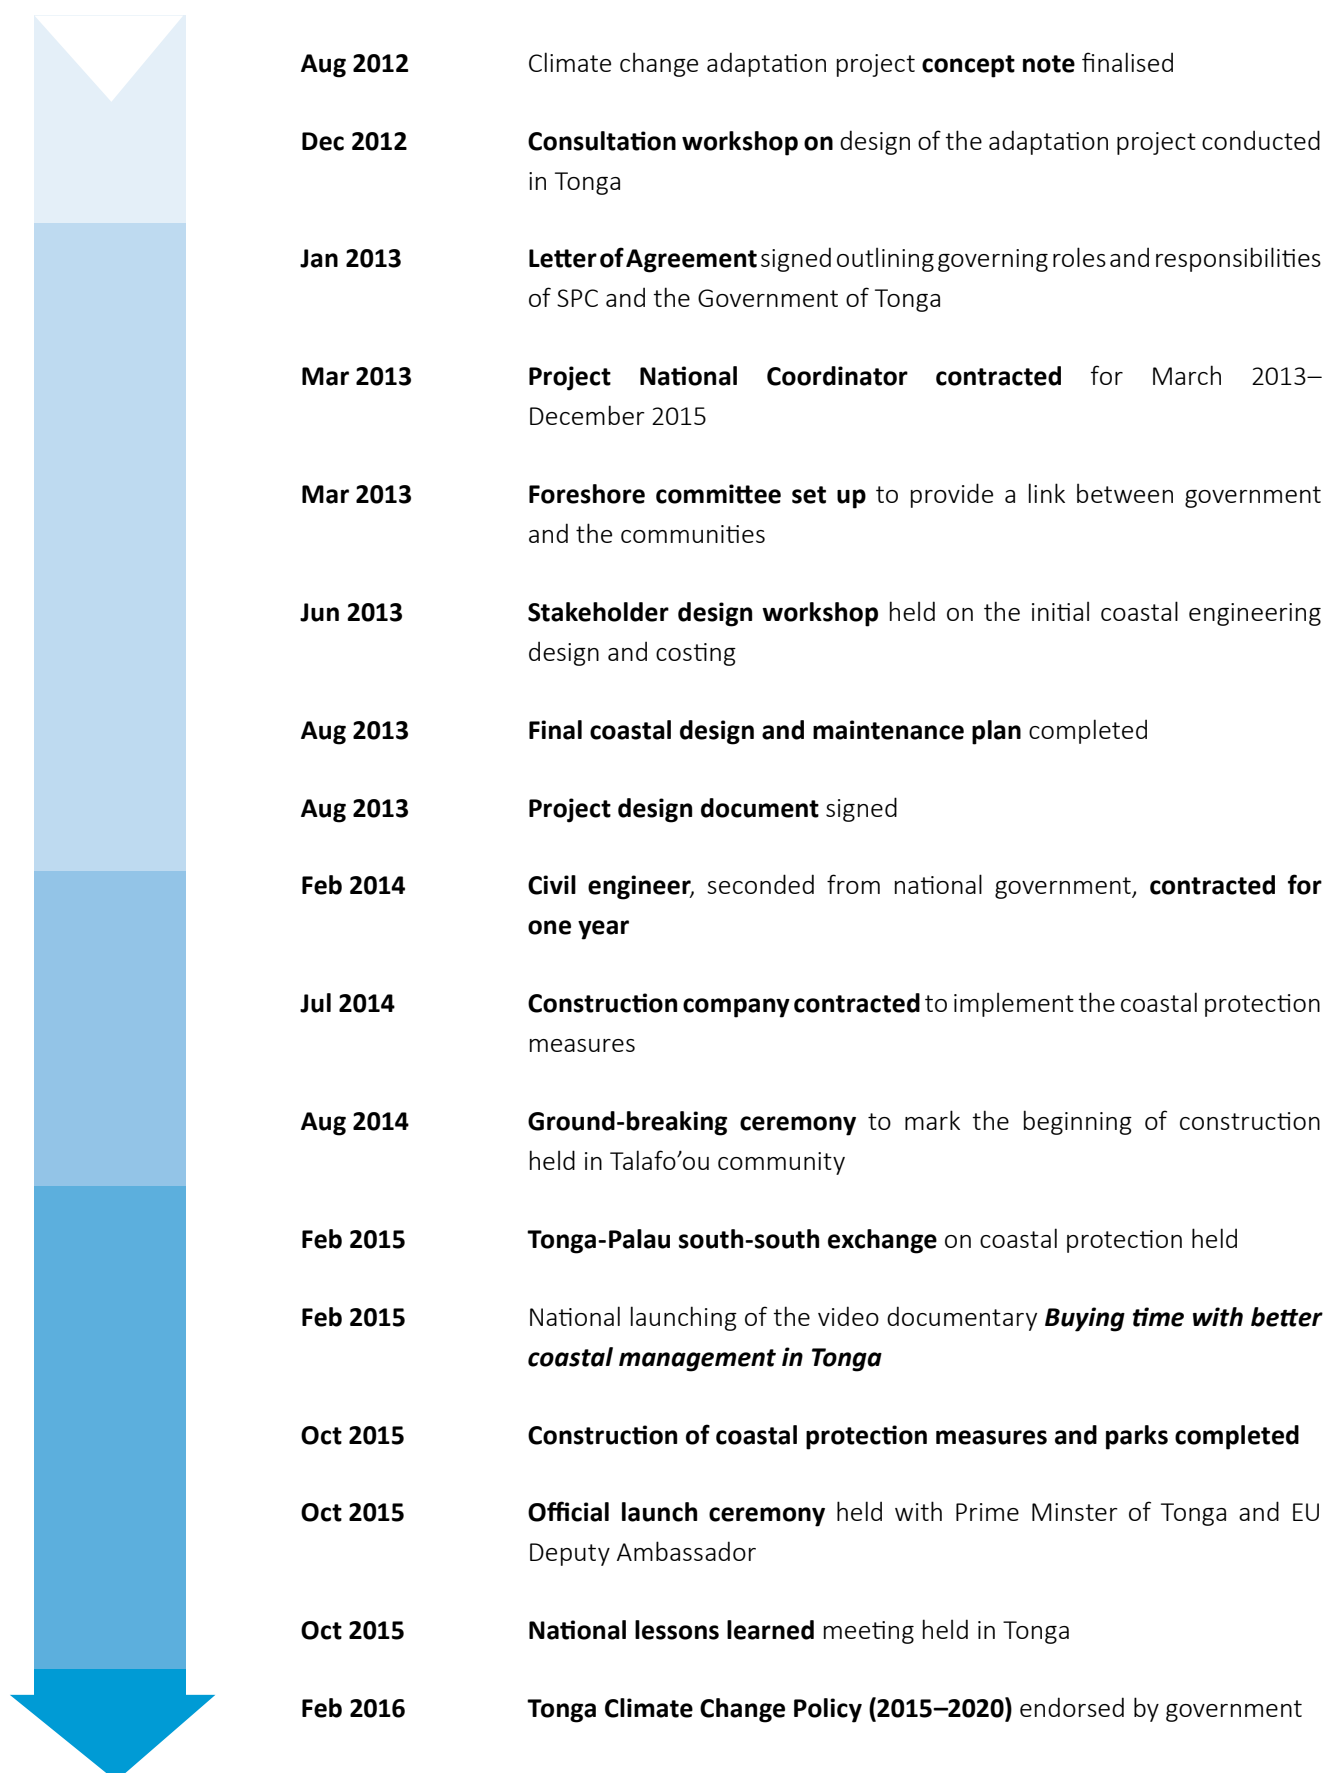 Aug 2012 Climate change adaptation project concept note finalised
Dec 2012 Consultation workshop on design of the adaptation project conducted
in Tonga
Jan 2013 Letter of Agreement signed outlining governing roles and responsibilities
of SPC and the Government of Tonga
Mar 2013 Project National Coordinator contracted for March 2013–
December 2015
Mar 2013 Foreshore committee set up to provide a link between government
and the communities
Jun 2013 Stakeholder design workshop held on the initial coastal engineering
design and costing
Aug 2013 Final coastal design and maintenance plan completed
Aug 2013 Project design document signed
Feb 2014 Civil engineer, seconded from national government, contracted for
one year
Jul 2014 Construction company contracted to implement the coastal protection
measures
Aug 2014 Ground-breaking ceremony to mark the beginning of construction
held in Talafo’ou community
Feb 2015 Tonga-Palau south-south exchange on coastal protection held
Feb 2015 National launching of the video documentary Buying time with better
coastal management in Tonga
Oct 2015 Construction of coastal protection measures and parks completed
Oct 2015 Official launch ceremony held with Prime Minster of Tonga and EU
Deputy Ambassador
Oct 2015 National lessons learned meeting held in Tonga
Feb 2016 Tonga Climate Change Policy (2015–2020) endorsed by government